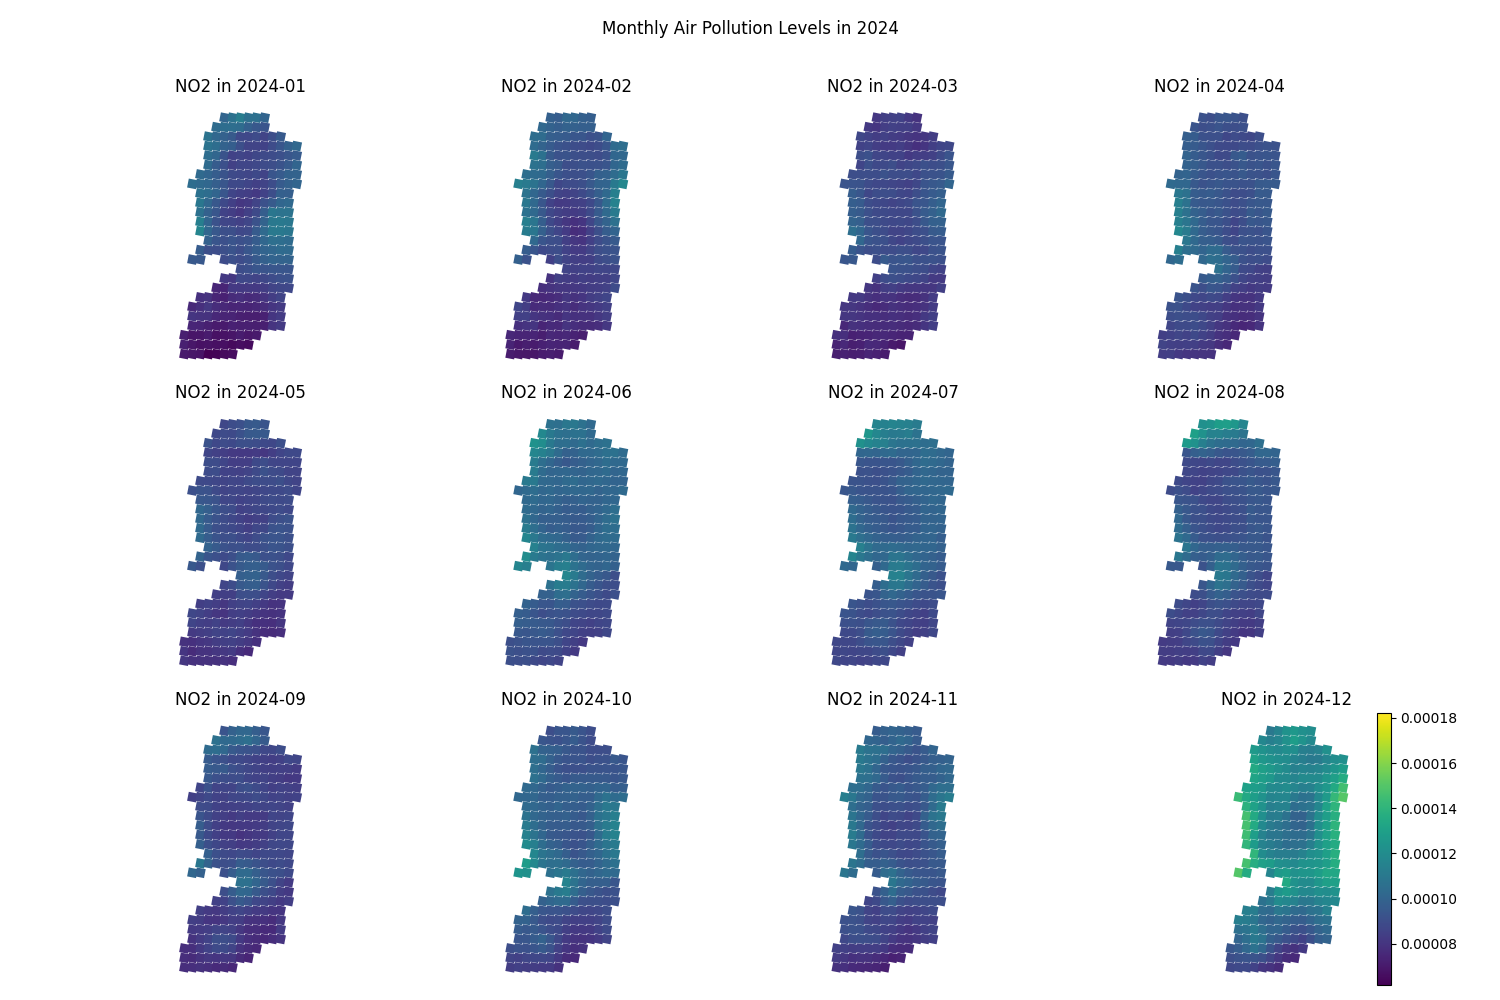 Monthly Air Pollution Levels in 2024
NO2 in 2024-01
NO2 in 2024-02
NO2 in 2024-03
NO2 in 2024-04
NO2 in 2024-05
NO2 in 2024-06
NO2 in 2024-07
NO2 in 2024-08
NO2 in 2024-09
NO2 in 2024-10
NO2 in 2024-11
NO2 in 2024-12
0.00018
0.00016
0.00014
0.00012
0.00010
0.00008